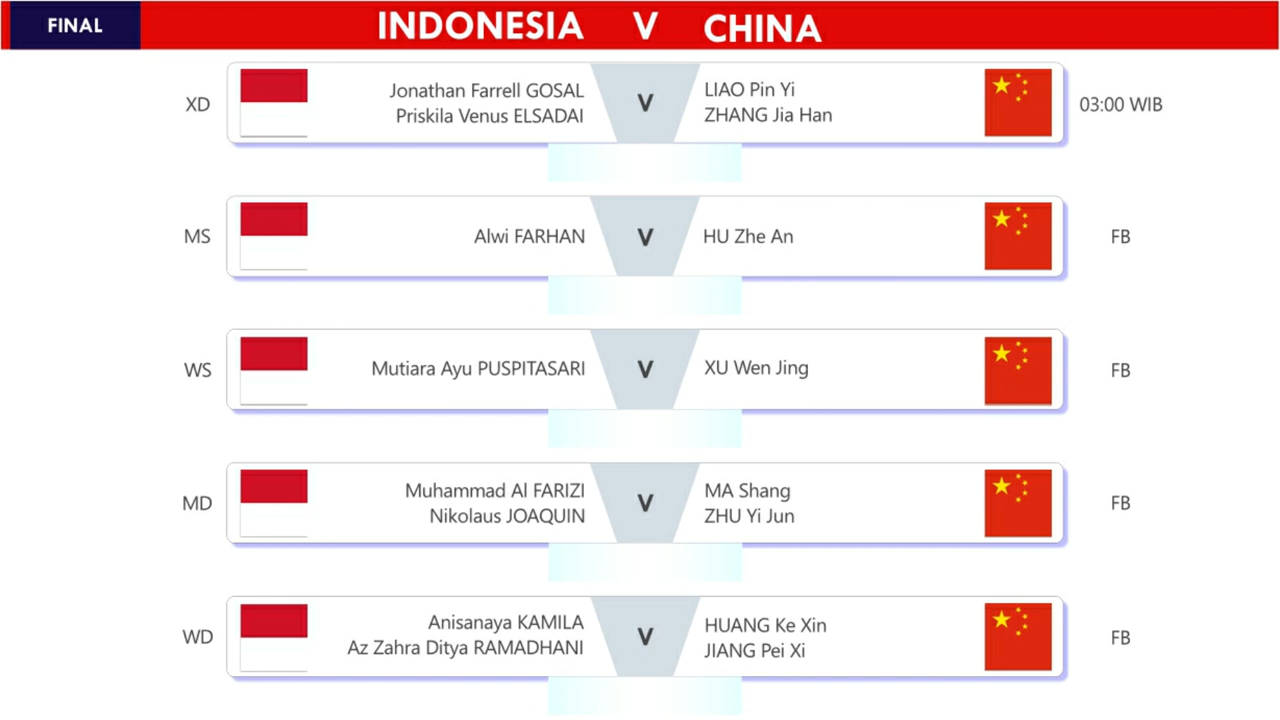 FINAL
INDONESIA V CHINA
XD
Jonathan Farrell GOSAL
Priskila Venus ELSADAI
V
LIAO Pin Yi
ZHANG Jia Han
03:00 WIB
MS
Alwi FARHAN
V
HU Zhe An
FB
WS
Mutiara Ayu PUSPITASARI
V
XU Wen Jing
FB
MD
Muhammad Al FARIZI
Nikolaus JOAQUIN
V
MA Shang
ZHU Yi Jun
FB
WD
Anisanaya KAMILA
Az Zahra Ditya RAMADHANI
V
HUANG Ke Xin
JIANG Pei Xi
FB